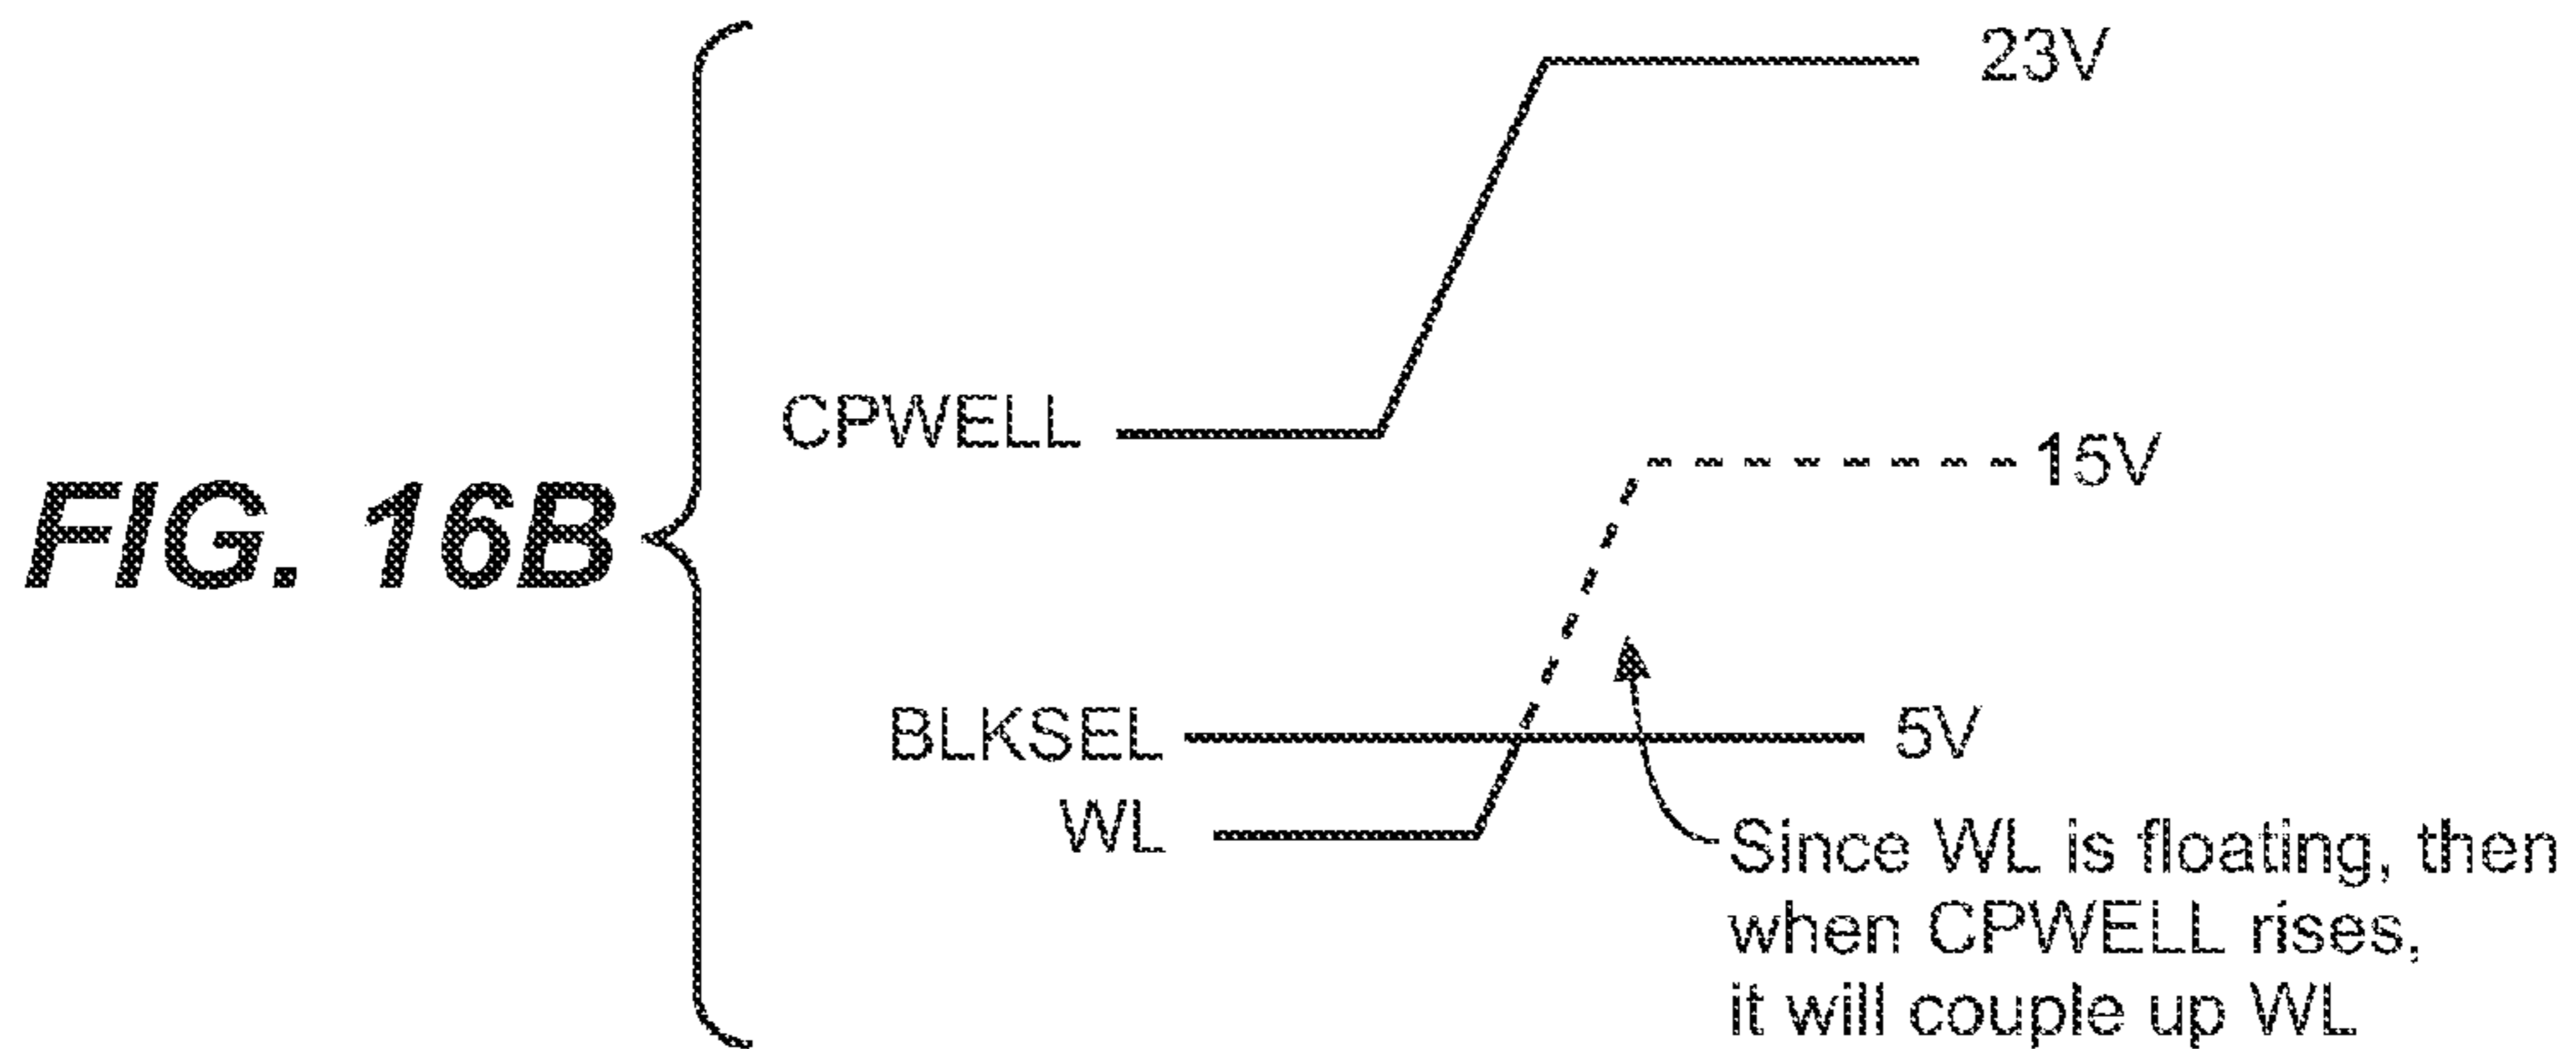 23V
CPWELL
15V
FIG. 16B
BLKSEL
5V
WL
Since WL is floating, then
when CPWELL rises,
it will couple up WL